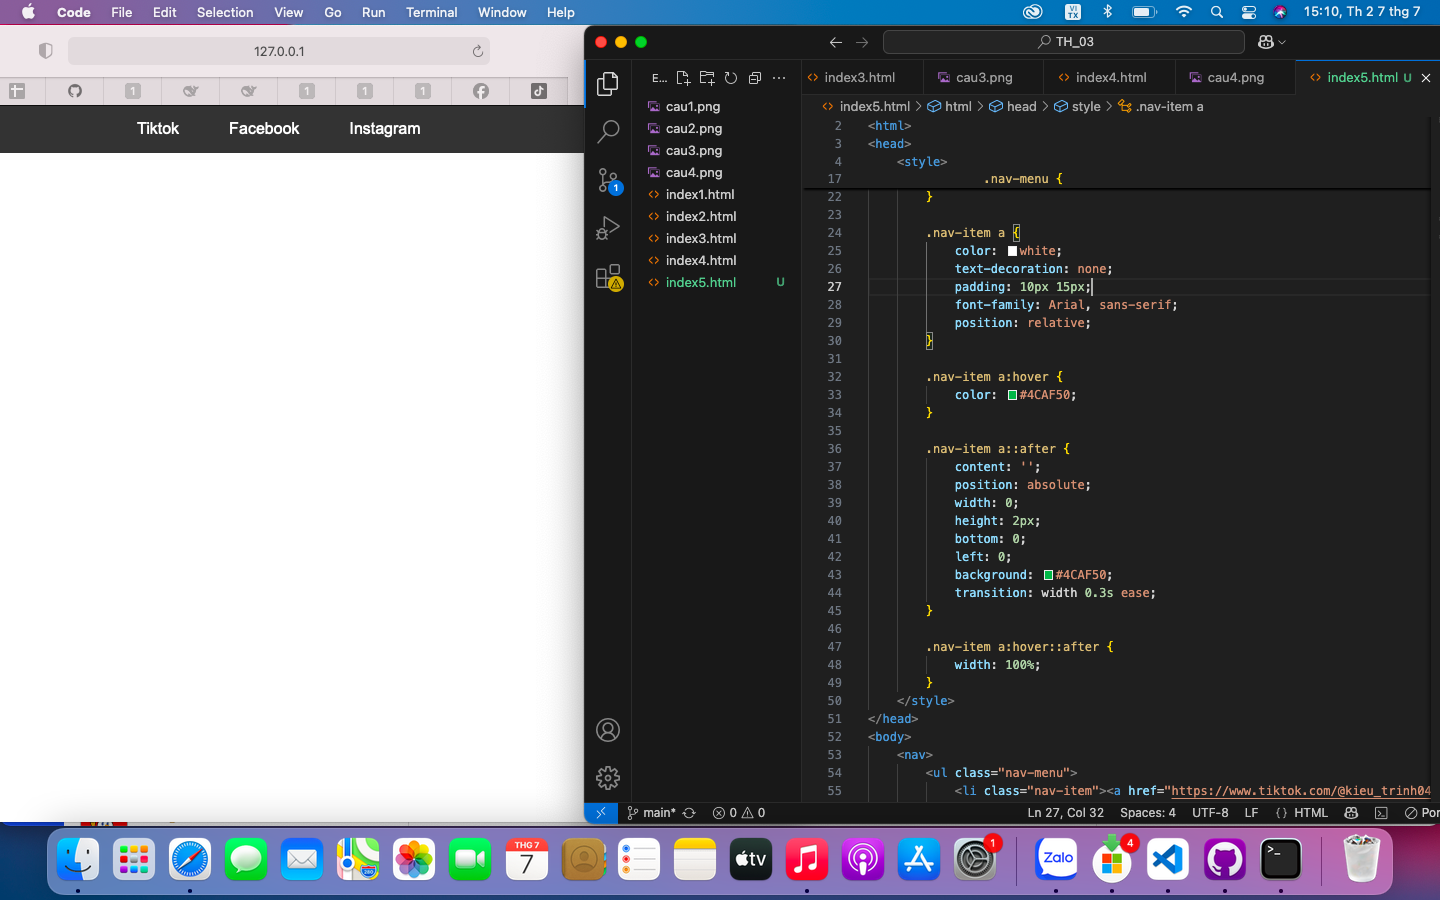 Code File Edit Selection View Go Run Terminal Window Help VI TX 15:10, Th 2 7 thg 7
127.0.0.1
1 1 1 1
Tiktok Facebook Instagram
TH_03
E...
index3.html cau3.png index4.html cau4.png index5.html U
index5.html > html > head > style > .nav-item a
cau1.png
cau2.png
cau3.png
cau4.png
index1.html
index2.html
index3.html
index4.html
index5.html U
1
2 <html>
3 <head>
4 <style>
17 .nav-menu {
22 }
23
24 .nav-item a {
25 color: white;
26 text-decoration: none;
27 padding: 10px 15px;
28 font-family: Arial, sans-serif;
29 position: relative;
30 }
31
32 .nav-item a:hover {
33 color: #4CAF50;
34 }
35
36 .nav-item a::after {
37 content: '';
38 position: absolute;
39 width: 0;
40 height: 2px;
41 bottom: 0;
42 left: 0;
43 background: #4CAF50;
44 transition: width 0.3s ease;
45 }
46
47 .nav-item a:hover::after {
48 width: 100%;
49 }
50 </style>
51 </head>
52 <body>
53 <nav>
54 <ul class="nav-menu">
55 <li class="nav-item"><a href="https://www.tiktok.com/@kieu_trinh04
main* 0 0 Ln 27, Col 32 Spaces: 4 UTF-8 LF {} HTML Por
THG 7
7
280
tv
1
Zalo
4
>_